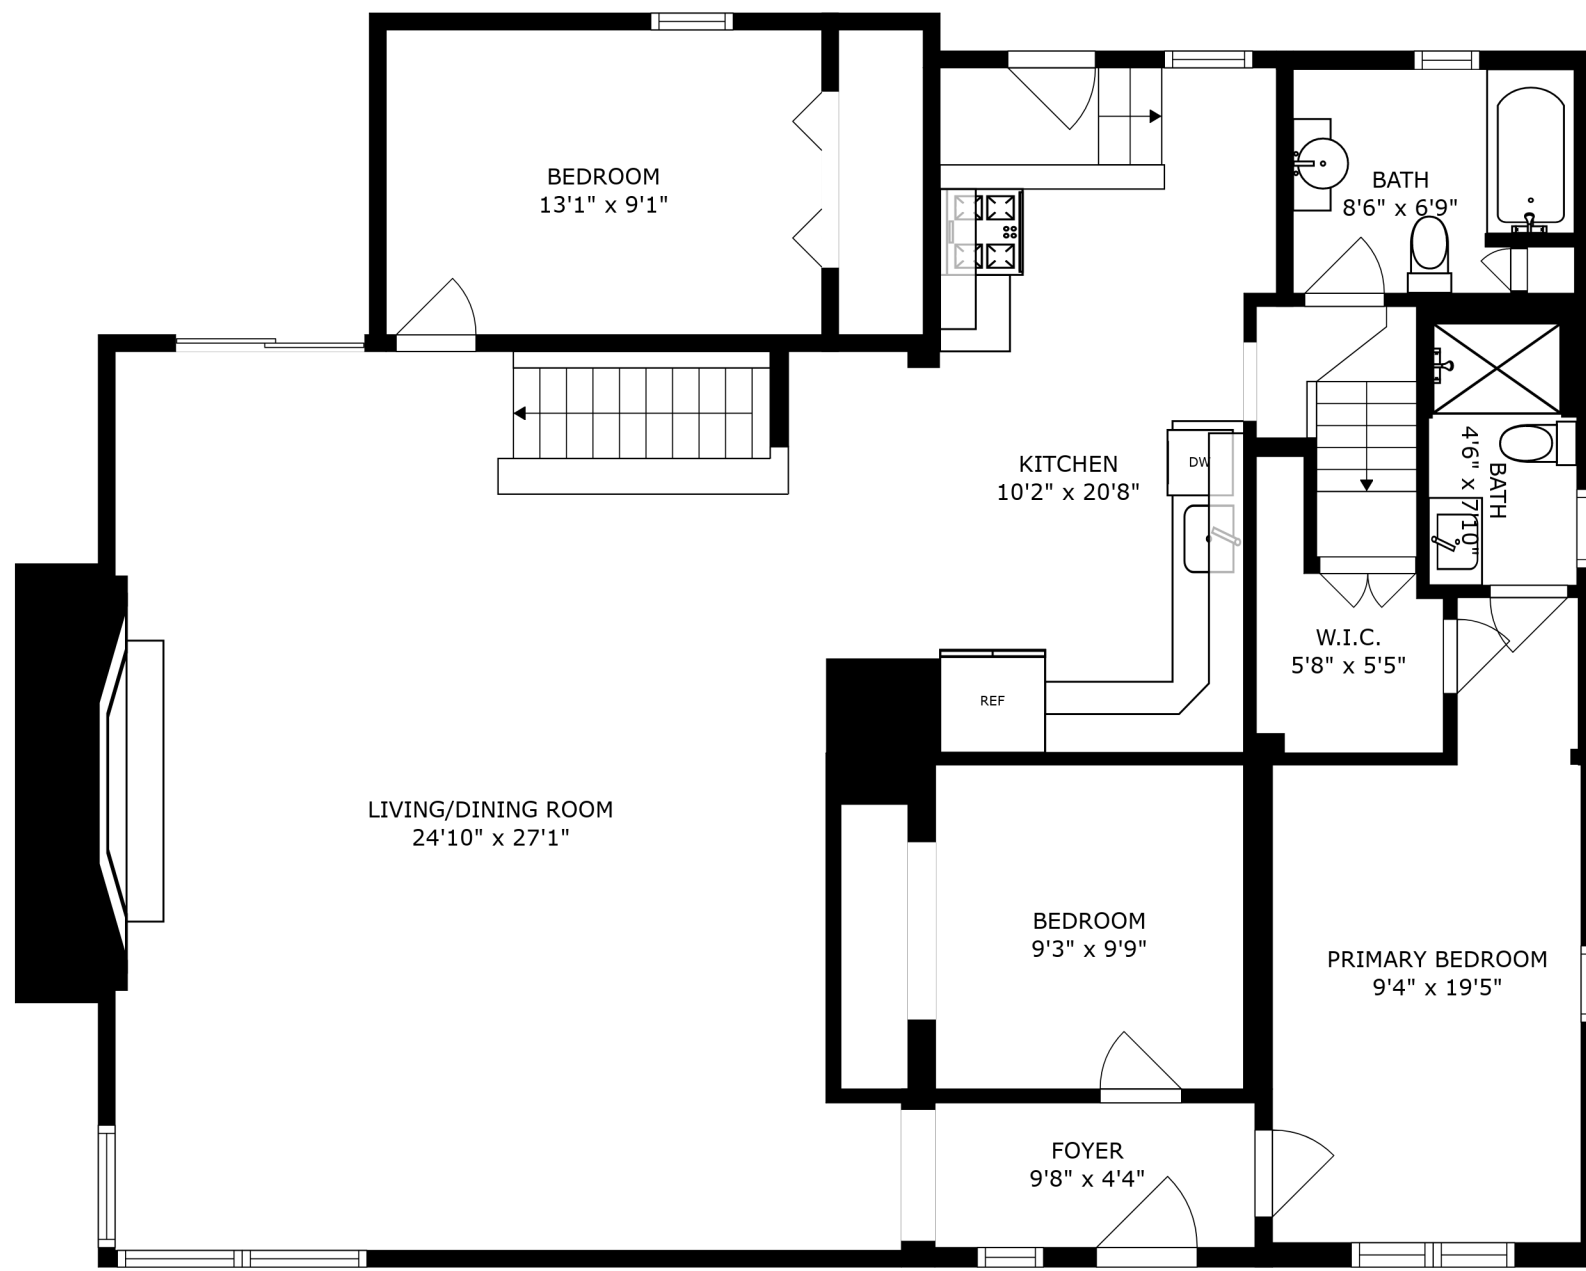 BEDROOM
13'1" x 9'1"
BATH
8'6" x 6'9"
KITCHEN
10'2" x 20'8"
DW
BATH
4'6" x 7'10"
W.I.C.
5'8" x 5'5"
REF
LIVING/DINING ROOM
24'10" x 27'1"
BEDROOM
9'3" x 9'9"
PRIMARY BEDROOM
9'4" x 19'5"
FOYER
9'8" x 4'4"